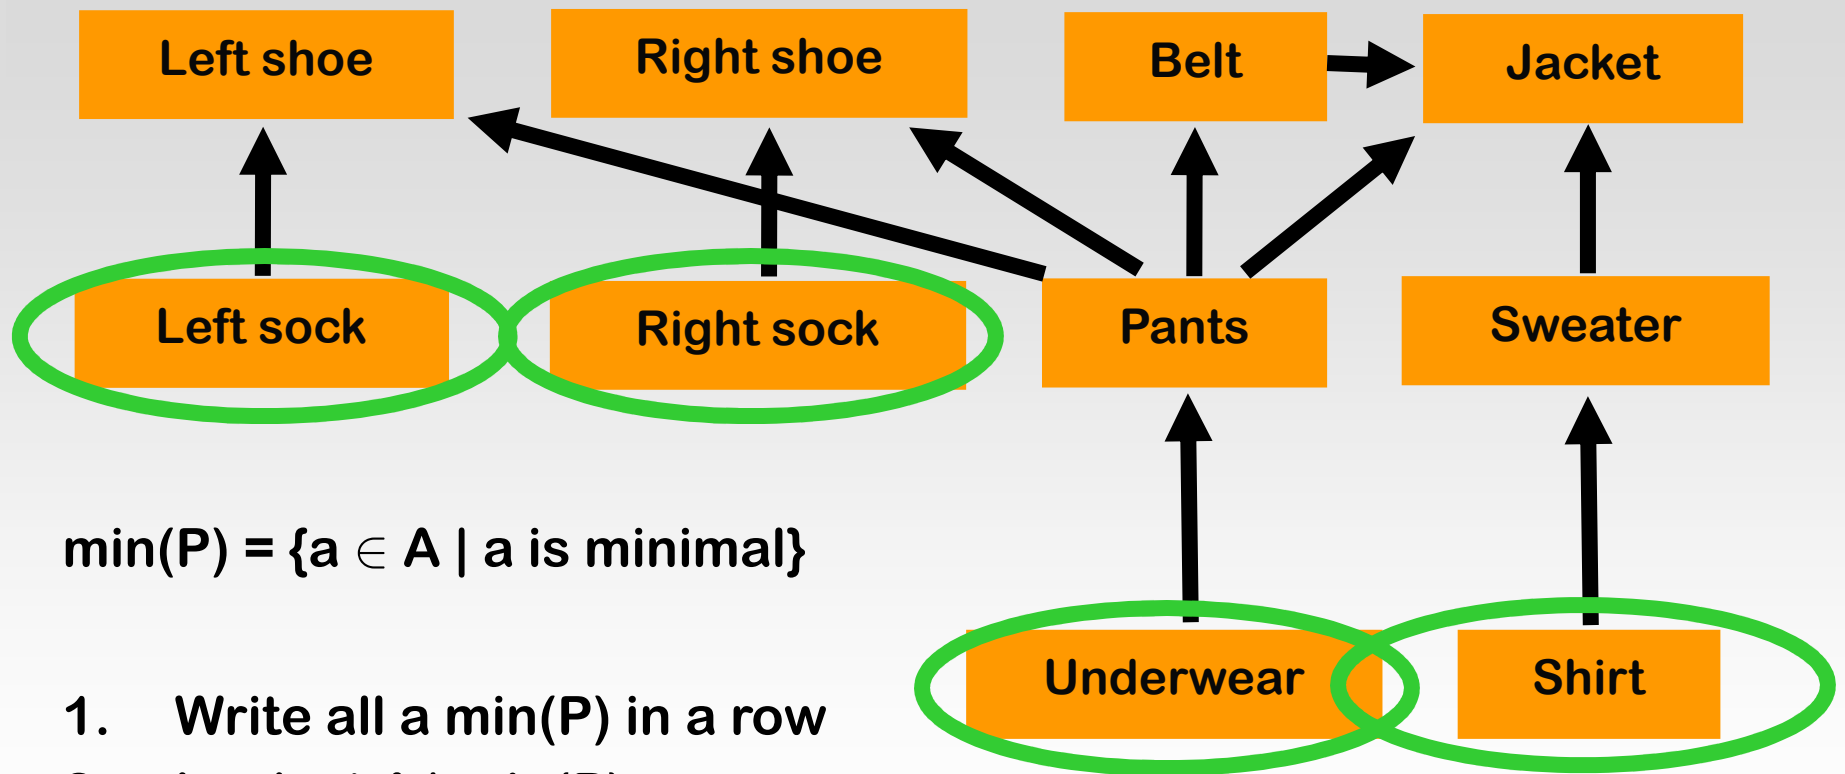 Left shoe
Right shoe
Belt
Jacket
Left sock
Right sock
Pants
Sweater
min(P) = {a ∈ A | a is minimal}
Underwear
Shirt
1. Write all a min(P) in a row